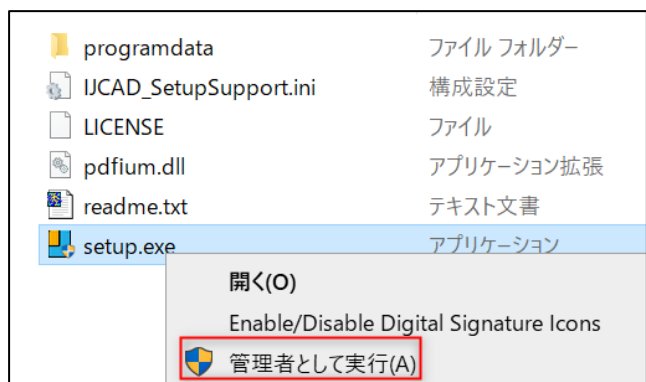 programdata ファイル フォルダー
IJCAD_SetupSupport.ini 構成設定
LICENSE ファイル
pdfium.dll アプリケーション拡張
readme.txt テキスト文書
setup.exe アプリケーション
開く(O)
Enable/Disable Digital Signature Icons
管理者として実行(A)